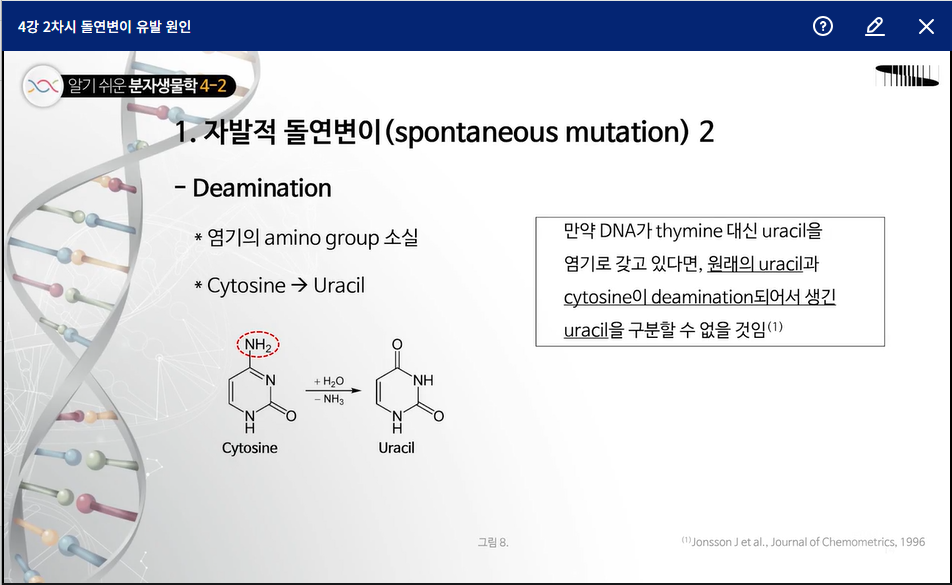 4강 2차시 돌연변이 유발 원인
알기 쉬운 분자생물학 4-2
1. 자발적 돌연변이(spontaneous mutation) 2
- Deamination
* 염기의 amino group 소실
* Cytosine → Uracil
만약 DNA가 thymine 대신 uracil을
염기로 갖고 있다면, 원래의 uracil과
cytosine이 deamination되어서 생긴
uracil을 구분할 수 없을 것임⁽¹⁾
NH₂
N
N
H
O
Cytosine
+ H₂O
− NH₃
O
NH
N
H
O
Uracil
그림 8.
⁽¹⁾Jonsson J et al., Journal of Chemometrics, 1996